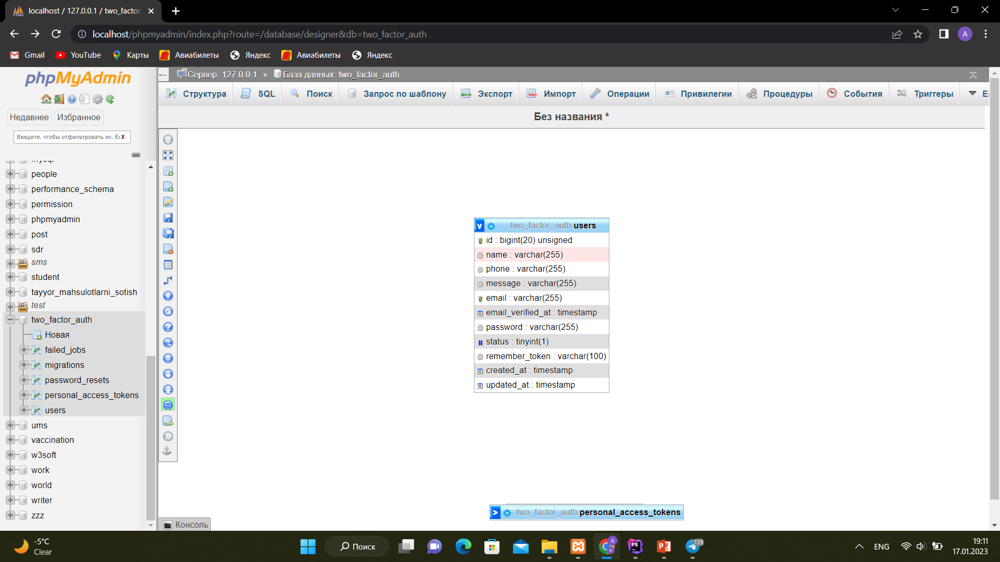 localhost / 127.0.0.1 / two_factor_
localhost/phpmyadmin/index.php?route=/database/designer&db=two_factor_auth
A
Gmail YouTube Карты Авиабилеты Яндекс Авиабилеты Яндекс
phpMyAdmin
Недавнее Избранное
Введите, чтобы отфильтровать их, X
people
performance_schema
permission
phpmyadmin
post
sdr
sms
student
tayyor_mahsulotlarni_sotish
test
two_factor_auth
Новая
failed_jobs
migrations
password_resets
personal_access_tokens
users
ums
vaccination
w3soft
work
world
writer
zzz
Сервер: 127.0.0.1 » База данных: two_factor_auth
Структура SQL Поиск Запрос по шаблону Экспорт Импорт Операции Привилегии Процедуры События Триггеры
Без названия *
v two_factor_auth users
id : bigint(20) unsigned
name : varchar(255)
phone : varchar(255)
message : varchar(255)
email : varchar(255)
email_verified_at : timestamp
password : varchar(255)
# status : tinyint(1)
remember_token : varchar(100)
created_at : timestamp
updated_at : timestamp
> two_factor_auth personal_access_tokens
Консоль
-5°C
Clear
Поиск
119
ENG
19:11
17.01.2023